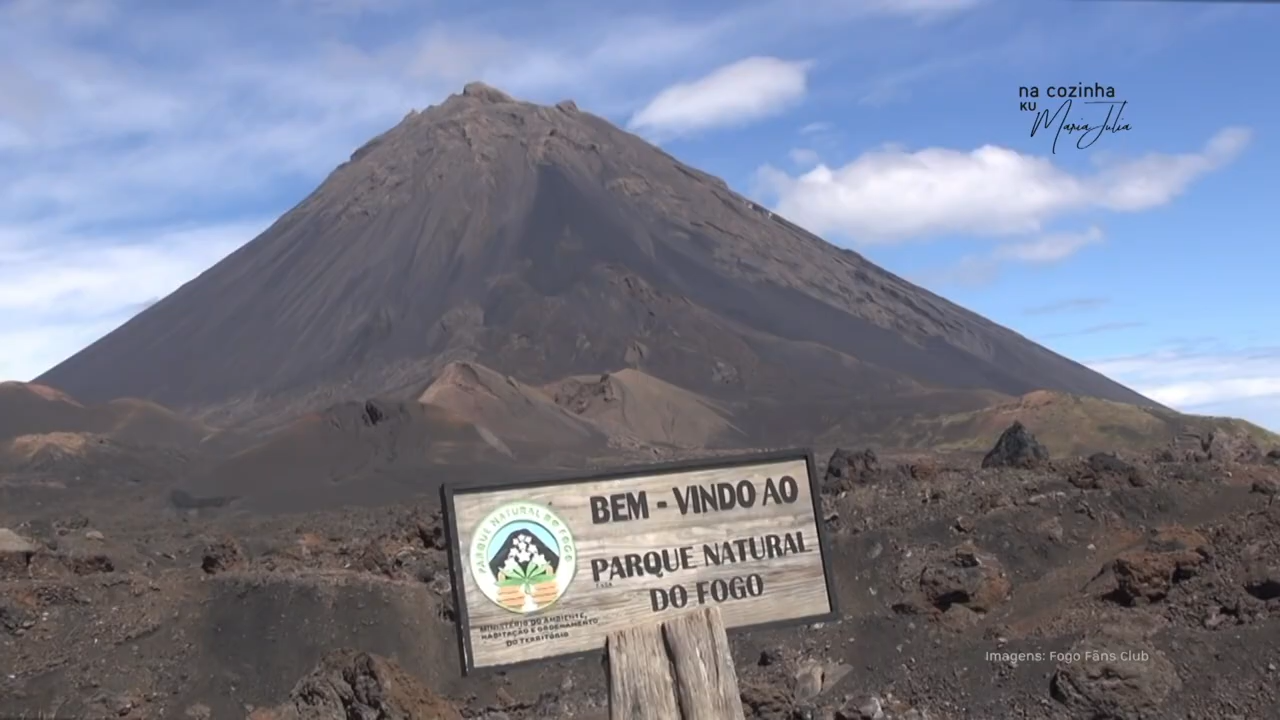 na cozinha
KU
Maria Julia
BEM - VINDO AO
PARQUE NATURAL DO FOGO
PARQUE NATURAL
DO FOGO
MINISTÉRIO DO AMBIENTE,
HABITAÇÃO E ORDENAMENTO
DO TERRITÓRIO
Imagens: Fogo Fans Club